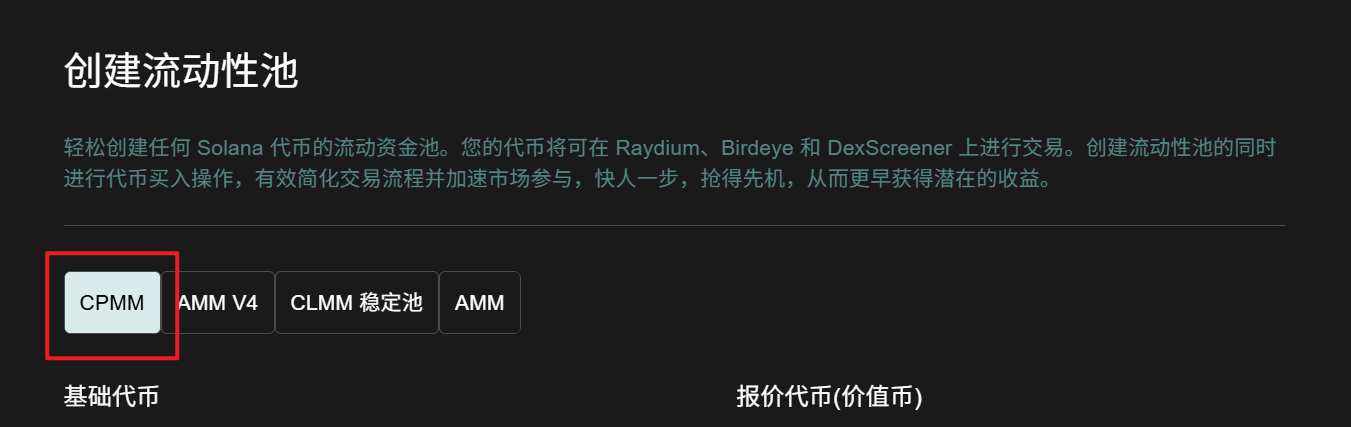 创建流动性池
轻松创建任何 Solana 代币的流动资金池。您的代币将可在 Raydium、Birdeye 和 DexScreener 上进行交易。创建流动性池的同时
进行代币买入操作，有效简化交易流程并加速市场参与，快人一步，抢得先机，从而更早获得潜在的收益。
CPMM AMM V4 CLMM 稳定池 AMM
基础代币 报价代币(价值币)